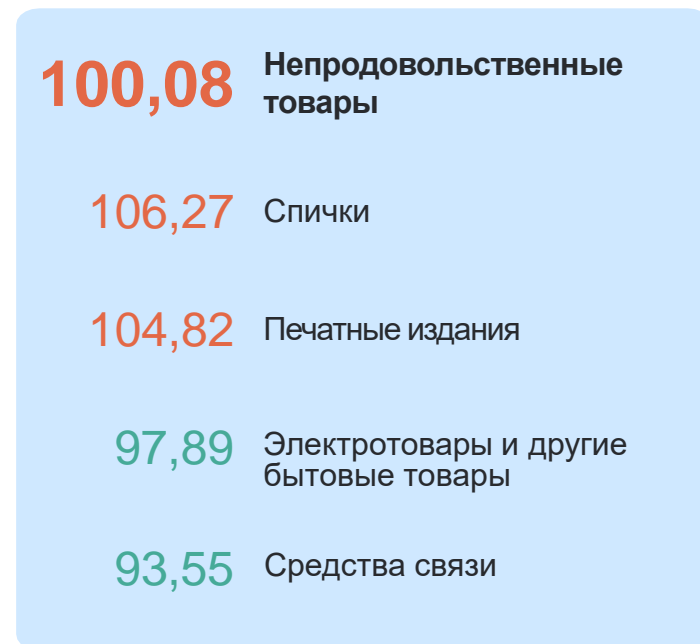 100,08 Непродовольственные
товары
106,27 Спички
104,82 Печатные издания
97,89 Электротовары и другие
бытовые товары
93,55 Средства связи